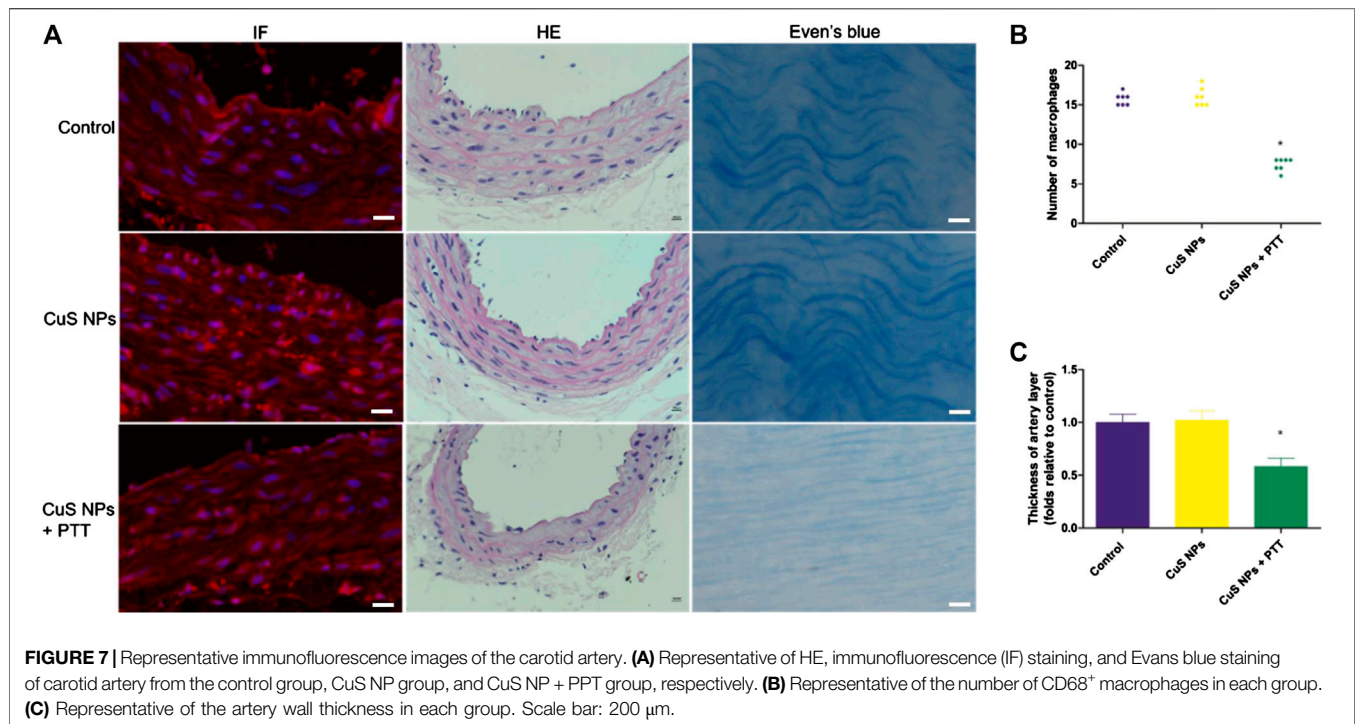 A
IF
HE
Even's blue
Control
CuS NPs
CuS NPs
+ PTT
B
Number of macrophages
20
15
10
5
0
*
Control
CuS NPs
CuS NPs + PTT
C
Thickness of artery layer
(folds relative to control)
1.5
1.0
0.5
0.0
*
Control
CuS NPs
CuS NPs + PTT
FIGURE 7 | Representative immunofluorescence images of the carotid artery. (A) Representative of HE, immunofluorescence (IF) staining, and Evans blue staining
of carotid artery from the control group, CuS NP group, and CuS NP + PPT group, respectively. (B) Representative of the number of CD68⁺ macrophages in each group.
(C) Representative of the artery wall thickness in each group. Scale bar: 200 μm.